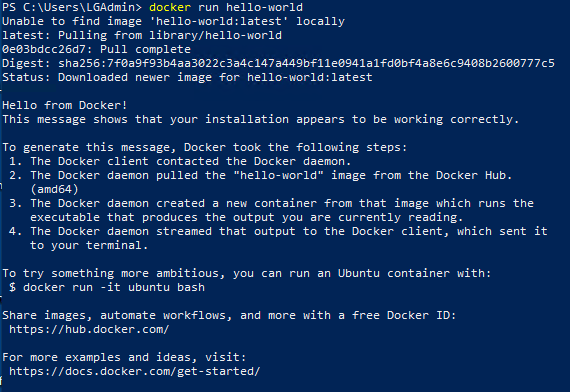 PS C:\Users\LGAdmin> docker run hello-world
Unable to find image 'hello-world:latest' locally
latest: Pulling from library/hello-world
0e03bdcc26d7: Pull complete
Digest: sha256:7f0a9f93b4aa3022c3a4c147a449bf11e0941a1fd0bf4a8e6c9408b2600777c5
Status: Downloaded newer image for hello-world:latest

Hello from Docker!
This message shows that your installation appears to be working correctly.

To generate this message, Docker took the following steps:
 1. The Docker client contacted the Docker daemon.
 2. The Docker daemon pulled the "hello-world" image from the Docker Hub.
    (amd64)
 3. The Docker daemon created a new container from that image which runs the
    executable that produces the output you are currently reading.
 4. The Docker daemon streamed that output to the Docker client, which sent it
    to your terminal.

To try something more ambitious, you can run an Ubuntu container with:
 $ docker run -it ubuntu bash

Share images, automate workflows, and more with a free Docker ID:
 https://hub.docker.com/

For more examples and ideas, visit:
 https://docs.docker.com/get-started/